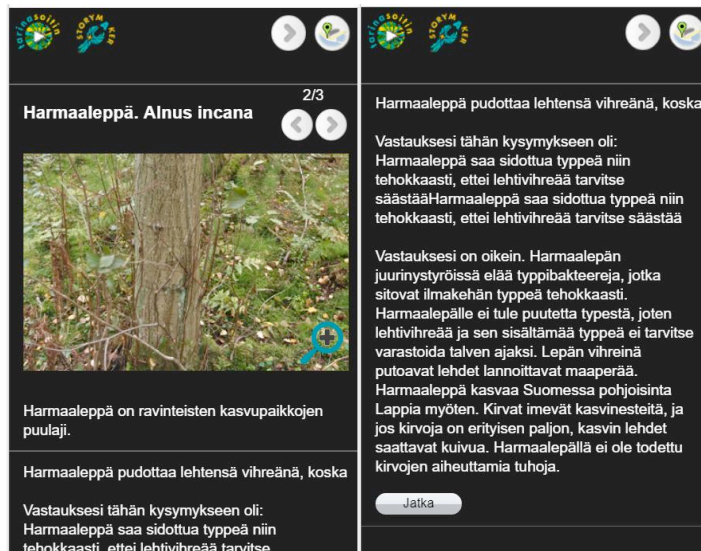 tarinasoitin
STORYM KER
2/3
Harmaaleppä. Alnus incana
Harmaaleppä on ravinteisten kasvupaikkojen
puulaji.
Harmaaleppä pudottaa lehtensä vihreänä, koska
Vastauksesi tähän kysymykseen oli:
Harmaaleppä saa sidottua typpeä niin
tehokkaasti, ettei lehtivihreää tarvitse
tarinasoitin
STORYM KER
Harmaaleppä pudottaa lehtensä vihreänä, koska
Vastauksesi tähän kysymykseen oli:
Harmaaleppä saa sidottua typpeä niin
tehokkaasti, ettei lehtivihreää tarvitse
säästääHarmaaleppä saa sidottua typpeä niin
tehokkaasti, ettei lehtivihreää tarvitse säästää
Vastauksesi on oikein. Harmaalepän
juurinystyröissä elää typpibakteereja, jotka
sitovat ilmakehän typpeä tehokkaasti.
Harmaalepälle ei tule puutetta typestä, joten
lehtivihreää ja sen sisältämää typpeä ei tarvitse
varastoida talven ajaksi. Lepän vihreinä
putoavat lehdet lannoittavat maaperää.
Harmaaleppä kasvaa Suomessa pohjoisinta
Lappia myöten. Kirvat imevät kasvinesteitä, ja
jos kirvoja on erityisen paljon, kasvin lehdet
saattavat kuivua. Harmaalepällä ei ole todettu
kirvojen aiheuttamia tuhoja.
Jatka